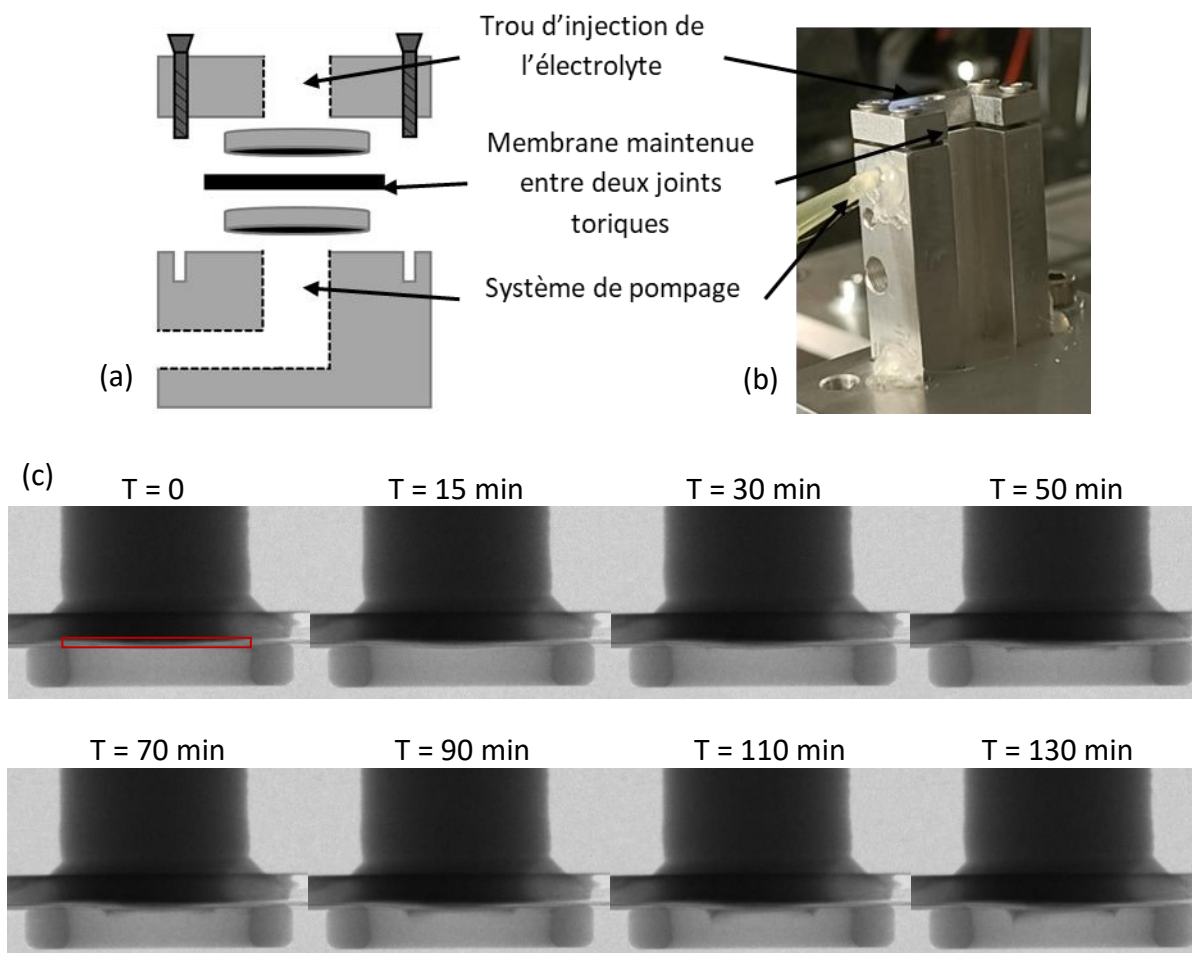 Trou d'injection de
l'électrolyte
Membrane maintenue
entre deux joints
toriques
Système de pompage
(a)
(b)
(c)
T = 0
T = 15 min
T = 30 min
T = 50 min
T = 70 min
T = 90 min
T = 110 min
T = 130 min